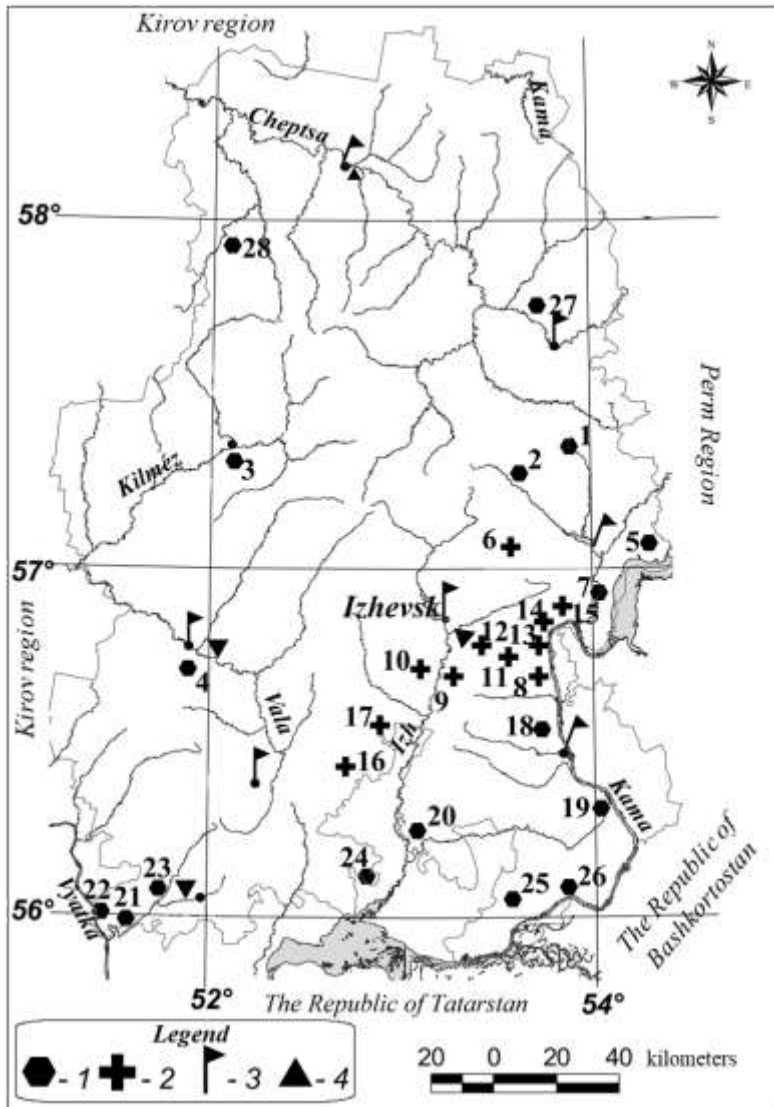 Kirov region
N
W E
S
Cheptsa
Kama
58°
28
27
Perm Region
1
2
3
Kilméz
6
5
57°
7
Izhevsk
14
15
12
13
10
11
8
9
4
Kirov region
Vala
17
Izh
18
16
19
Kama
20
24
23
22
21
25
26
Vyatka
56°
The Republic of
Bashkortostan
52°
54°
The Republic of Tatarstan
Legend
- 1 - 2 - 3 - 4
20 0 20 40 kilometers